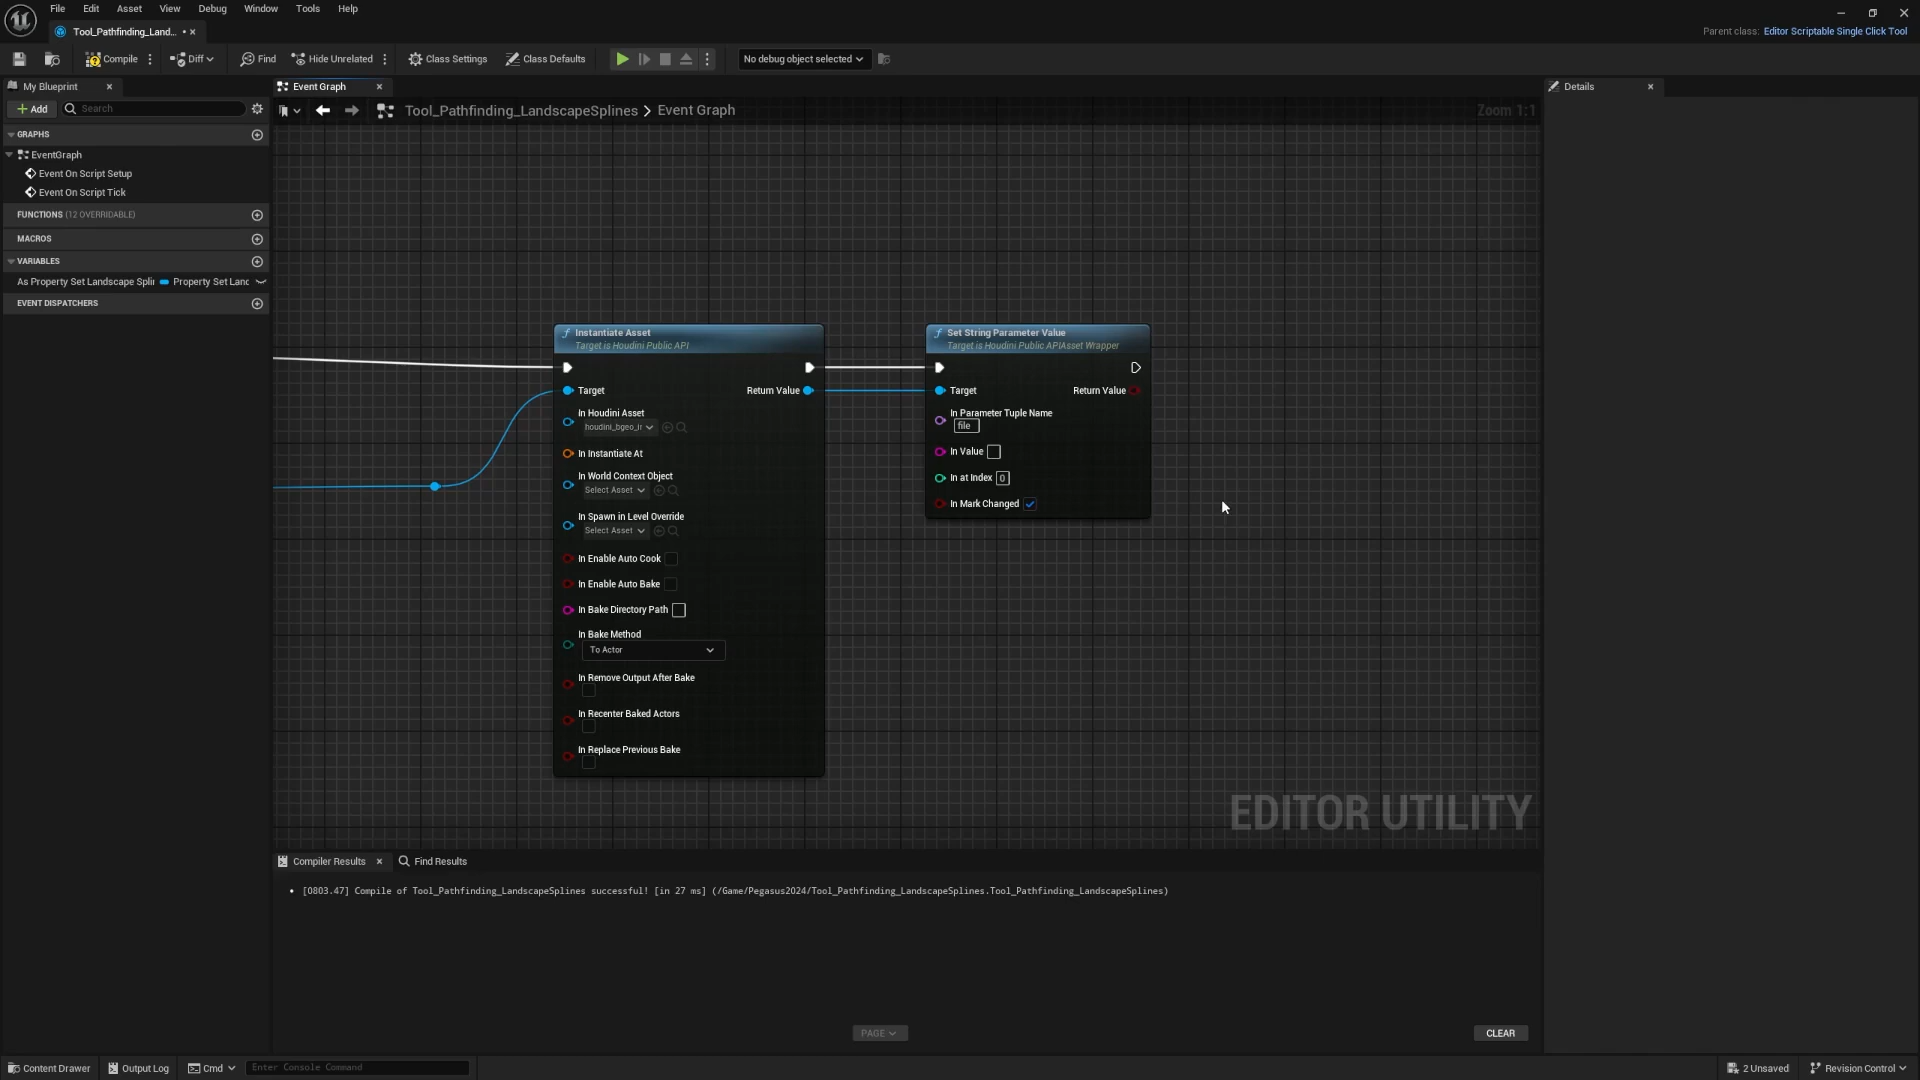 File Edit Asset View Debug Window Tools Help
Tool_Pathfinding_Land...
Parent class: Editor Scriptable Single Click Tool
Compile Diff Find Hide Unrelated Class Settings Class Defaults No debug object selected
My Blueprint
Event Graph
Details
Add Search
Tool_Pathfinding_LandscapeSplines > Event Graph
Zoom 1:1
GRAPHS
EventGraph
Event On Script Setup
Event On Script Tick
FUNCTIONS (12 OVERRIDABLE)
MACROS
VARIABLES
As Property Set Landscape Splin Property Set Land
EVENT DISPATCHERS
Instantiate Asset
Target is Houdini Public API
Target Return Value
In Houdini Asset
houdini_bgeo_ir
In Instantiate At
In World Context Object
Select Asset
In Spawn in Level Override
Select Asset
In Enable Auto Cook
In Enable Auto Bake
In Bake Directory Path
In Bake Method
To Actor
In Remove Output After Bake
In Recenter Baked Actors
In Replace Previous Bake
Set String Parameter Value
Target is Houdini Public APIAsset Wrapper
Target Return Value
In Parameter Tuple Name
file
In Value
In at Index 0
In Mark Changed
EDITOR UTILITY
Compiler Results Find Results
• [0803.47] Compile of Tool_Pathfinding_LandscapeSplines successful! [in 27 ms] (/Game/Pegasus2024/Tool_Pathfinding_LandscapeSplines.Tool_Pathfinding_LandscapeSplines)
PAGE
CLEAR
Content Drawer Output Log Cmd Enter Console Command 2 Unsaved Revision Control